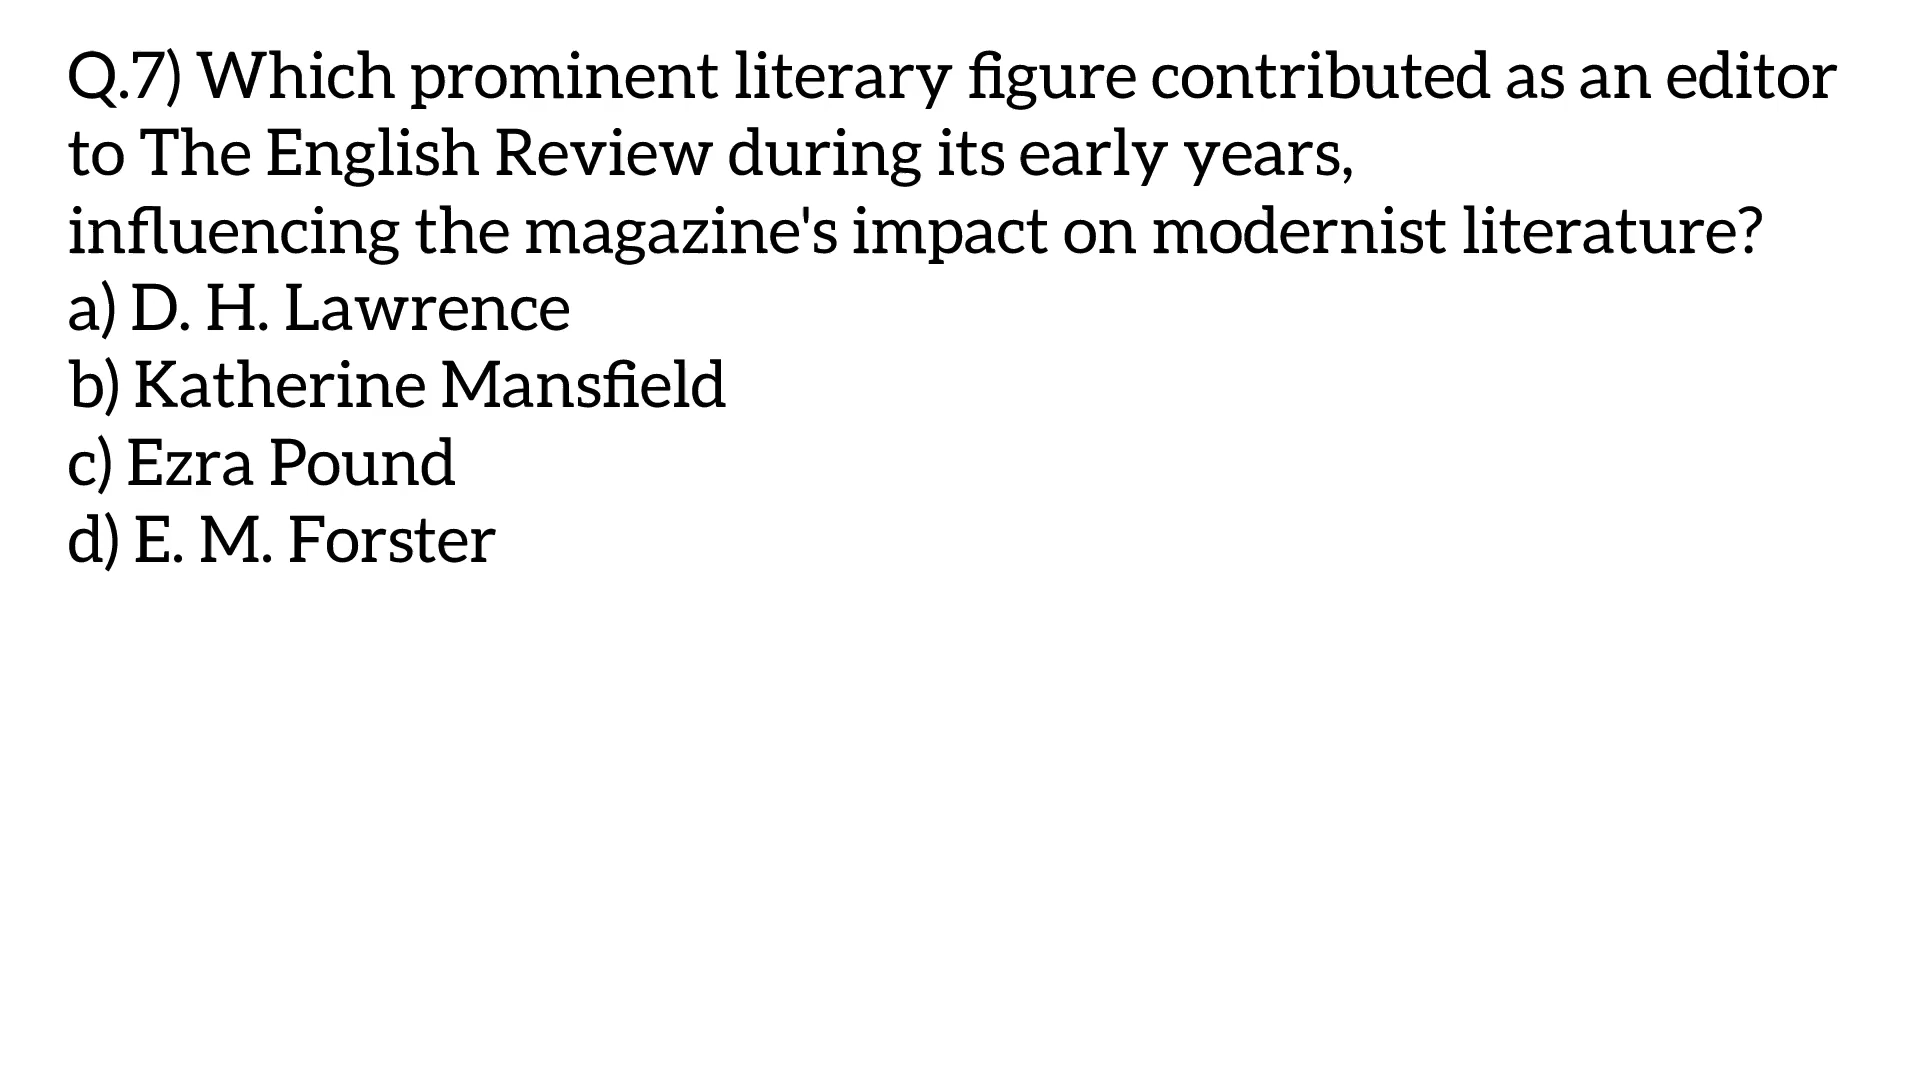 Q.7) Which prominent literary figure contributed as an editor
to The English Review during its early years,
influencing the magazine's impact on modernist literature?
a) D. H. Lawrence
b) Katherine Mansfield
c) Ezra Pound
d) E. M. Forster